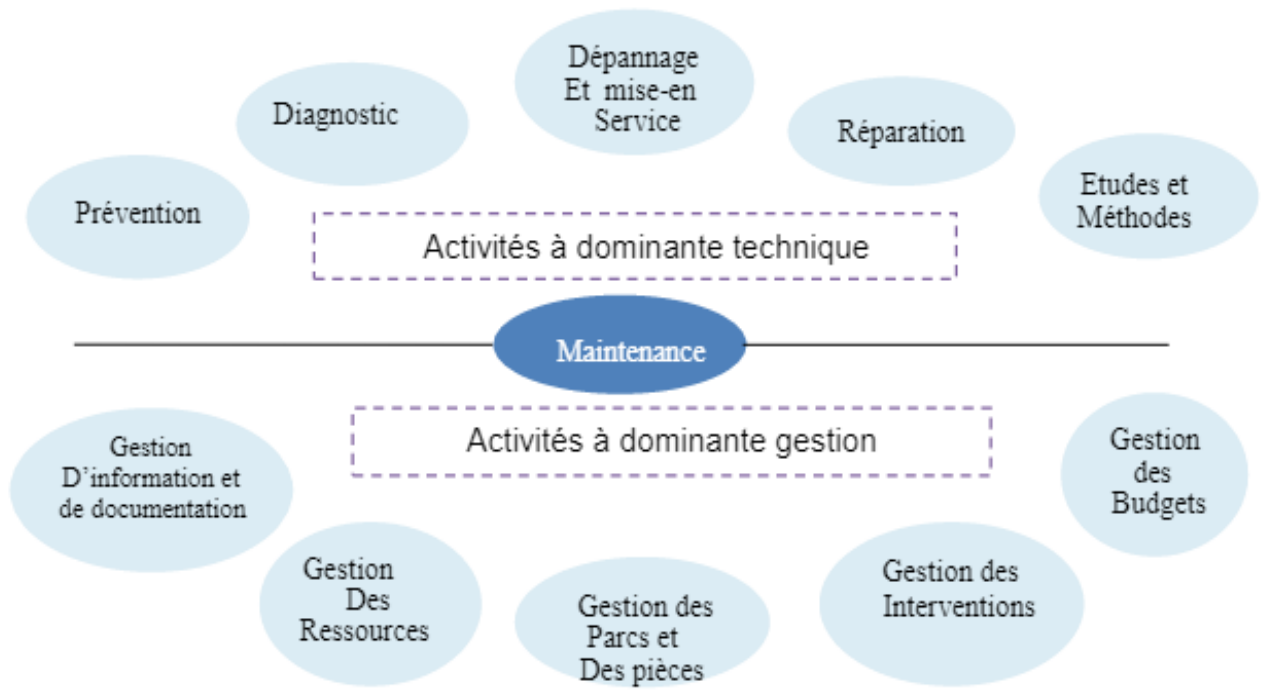 Dépannage
Et mise-en
Service
Diagnostic
Réparation
Etudes et
Méthodes
Prévention
Activités à dominante technique
Maintenance
Activités à dominante gestion
Gestion
D’information et
de documentation
Gestion
des
Budgets
Gestion
Des
Ressources
Gestion des
Parcs et
Des pièces
Gestion des
Interventions